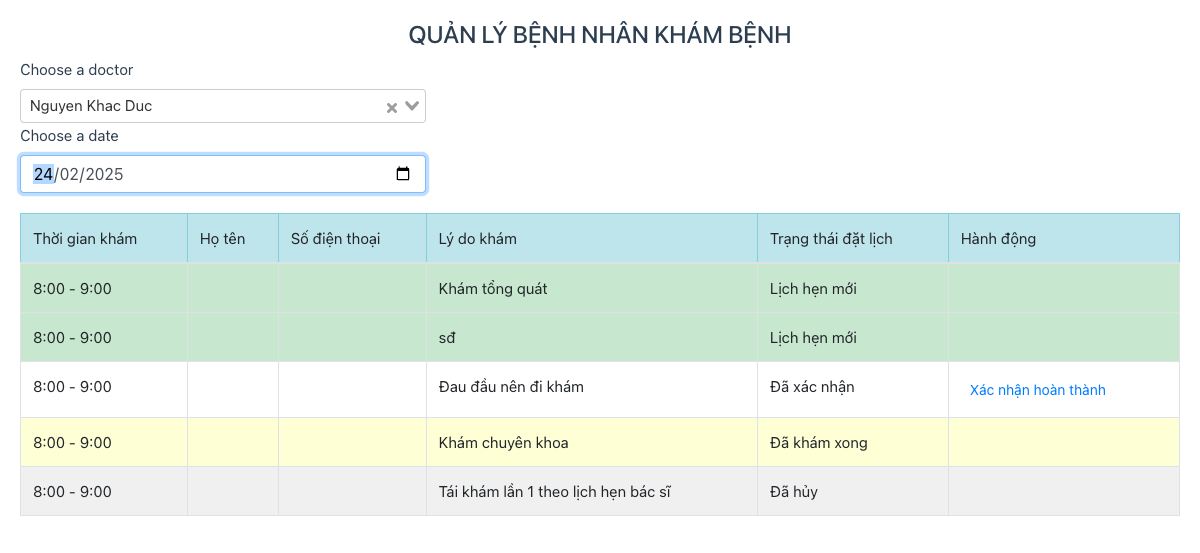 QUẢN LÝ BỆNH NHÂN KHÁM BỆNH
Choose a doctor
Nguyen Khac Duc
Choose a date
24/02/2025
Thời gian khám Họ tên Số điện thoại Lý do khám Trạng thái đặt lịch Hành động
8:00 - 9:00 Khám tổng quát Lịch hẹn mới
8:00 - 9:00 sđ Lịch hẹn mới
8:00 - 9:00 Đau đầu nên đi khám Đã xác nhận Xác nhận hoàn thành
8:00 - 9:00 Khám chuyên khoa Đã khám xong
8:00 - 9:00 Tái khám lần 1 theo lịch hẹn bác sĩ Đã hủy